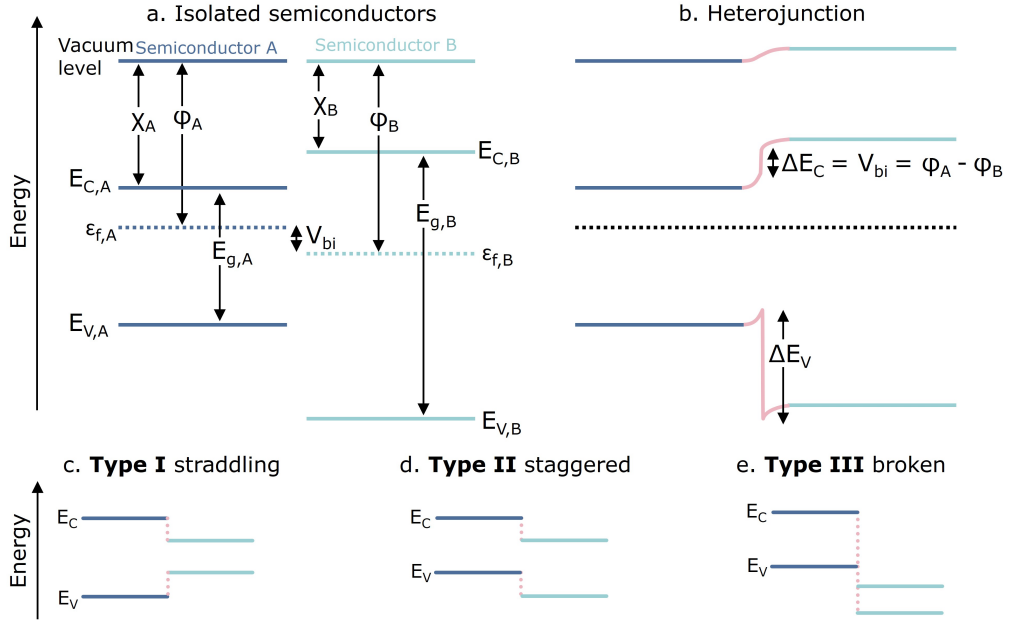 a. Isolated semiconductors
b. Heterojunction
Vacuum level
Semiconductor A
Semiconductor B
χA
φA
χB
φB
EC,A
EC,B
εf,A
Eg,A
Vbi
Eg,B
εf,B
EV,A
EV,B
Energy
ΔEC = Vbi = φA - φB
ΔEV
c. Type I straddling
d. Type II staggered
e. Type III broken
Energy
EC
EV
EC
EV
EC
EV